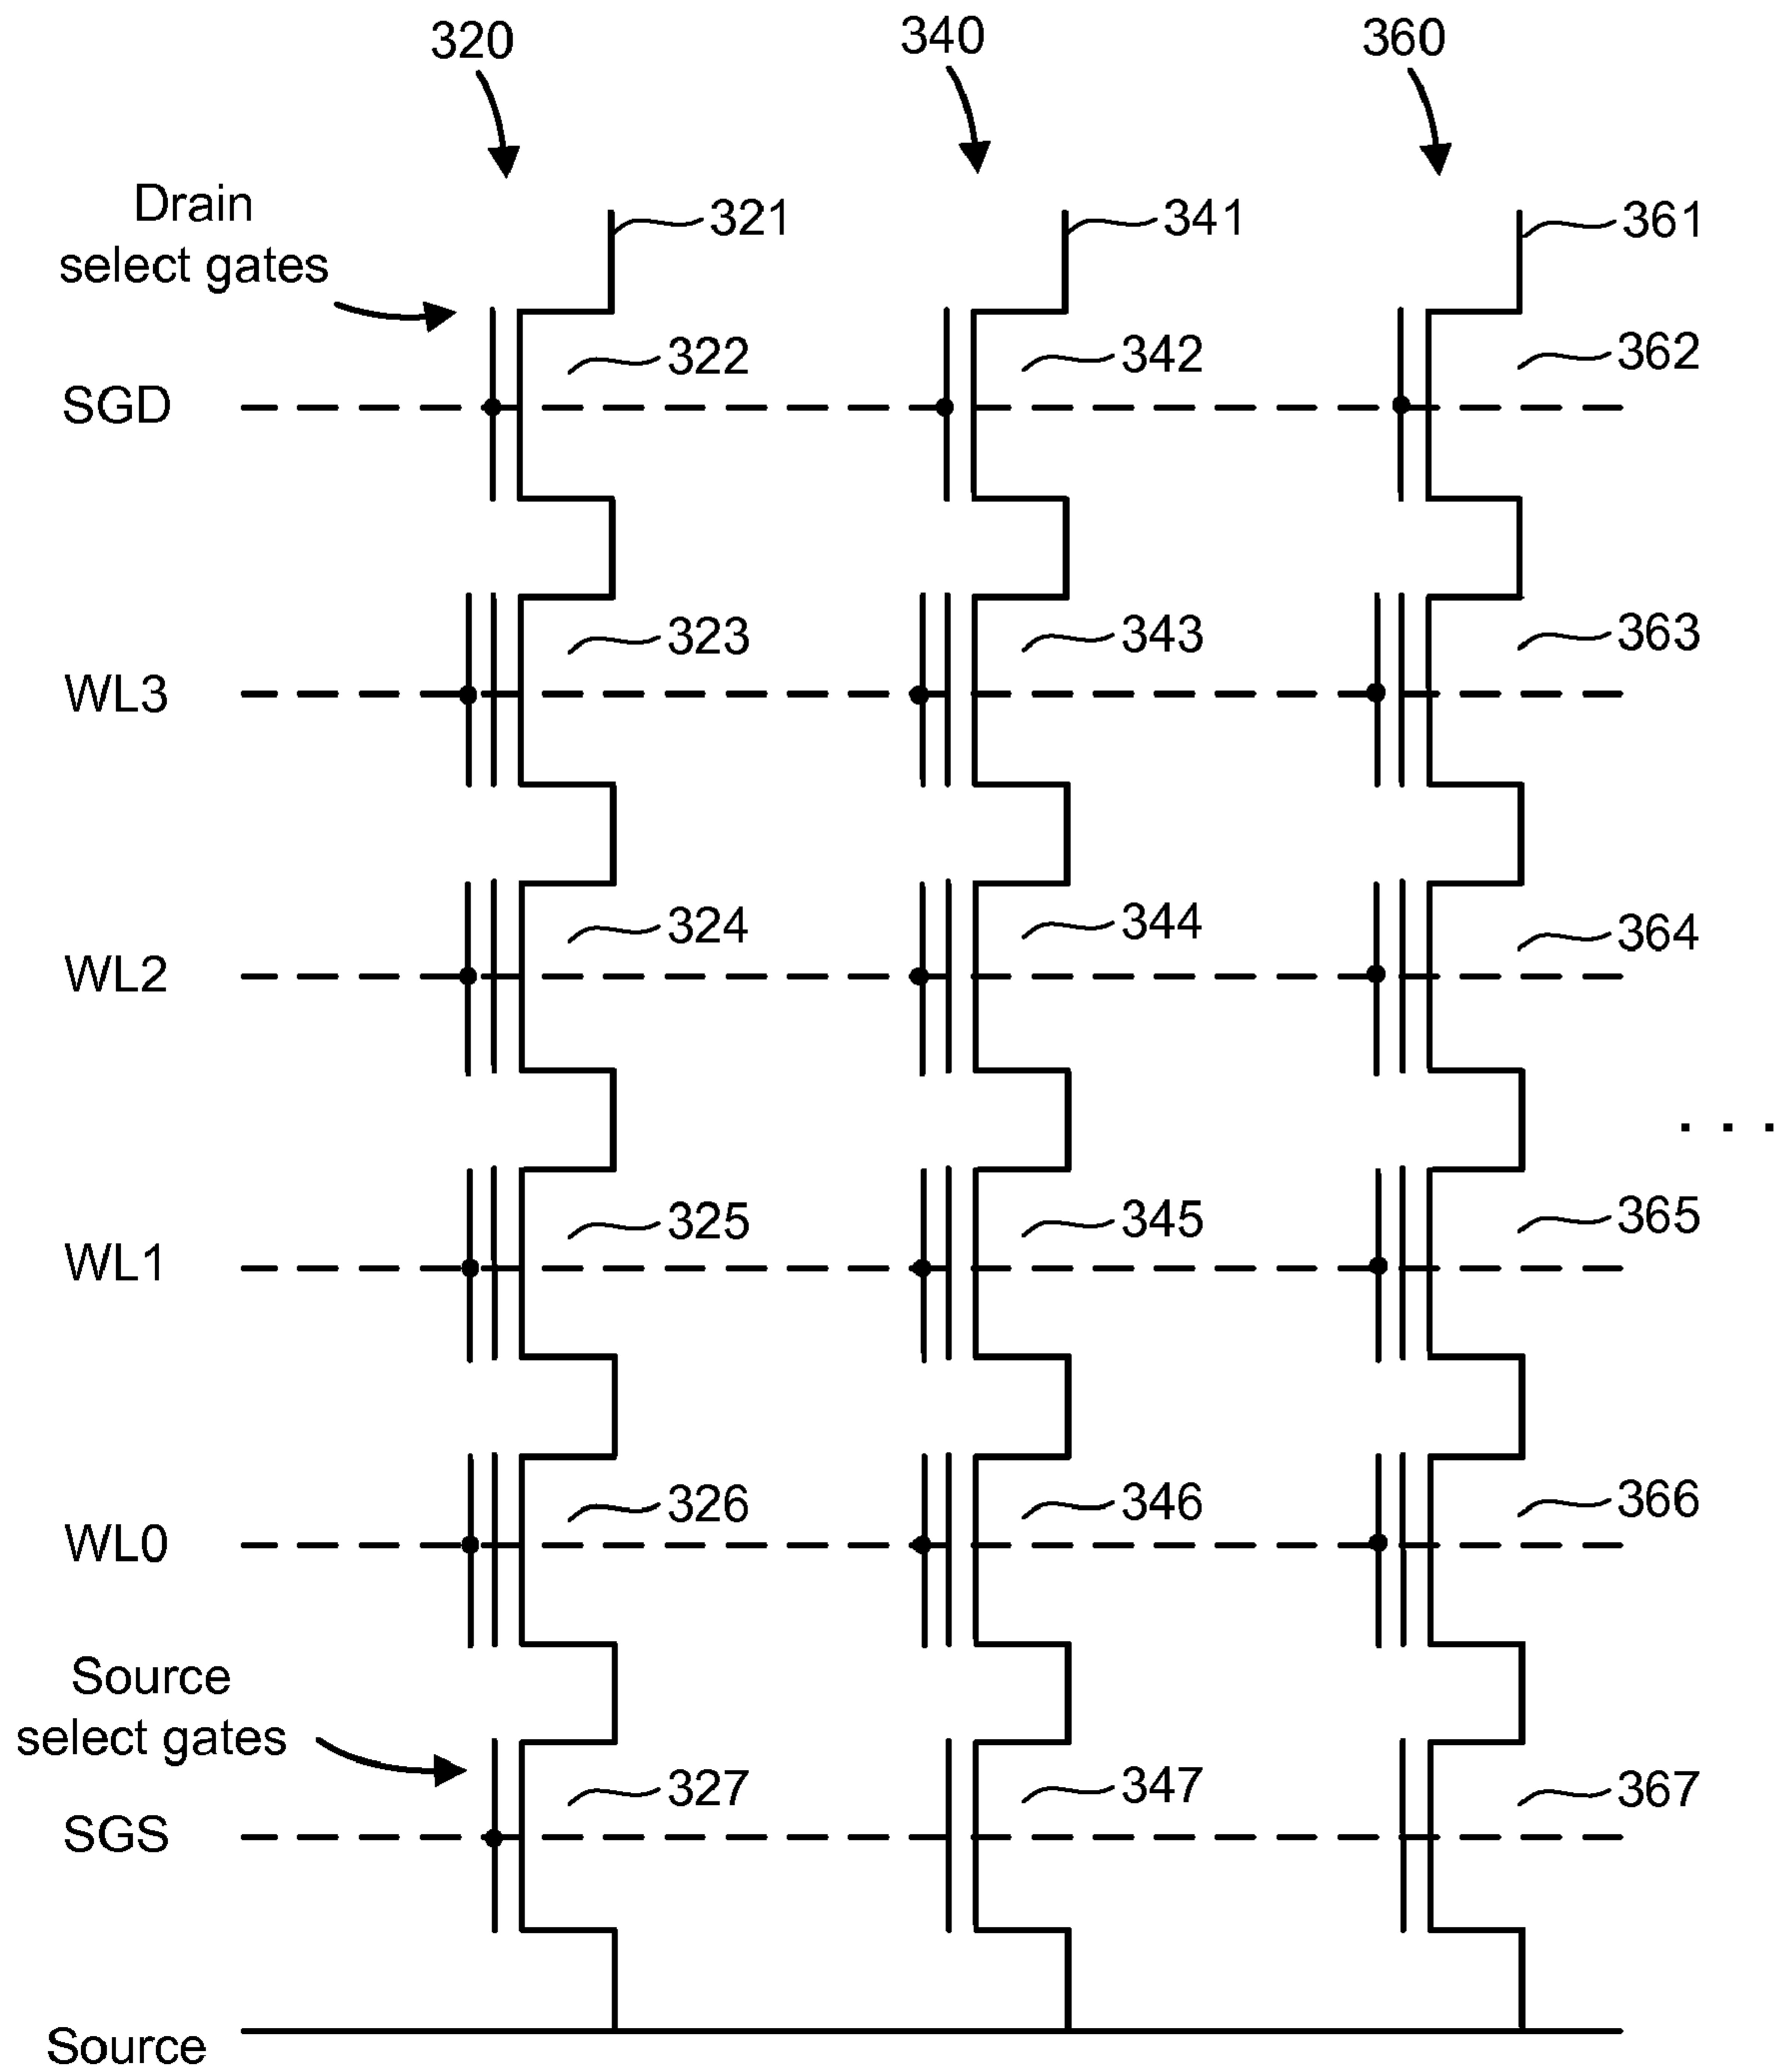 320 340 360
Drain
select gates
321 341 361
322 342 362
SGD
323 343 363
WL3
324 344 364
WL2
. . .
325 345 365
WL1
326 346 366
WL0
Source
select gates
327 347 367
SGS
Source